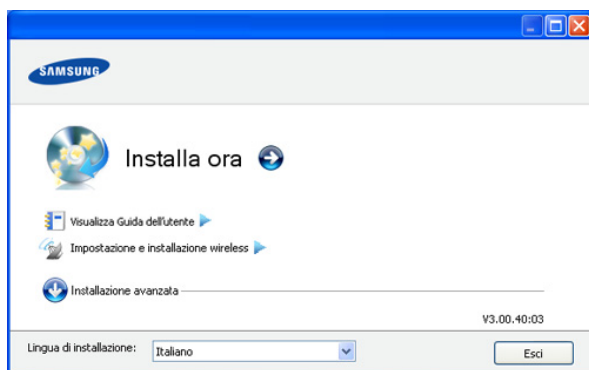 SAMSUNG
Installa ora
Visualizza Guida dell'utente
Impostazione e installazione wireless
Installazione avanzata
V3.00.40:03
Lingua di installazione: Italiano Esci